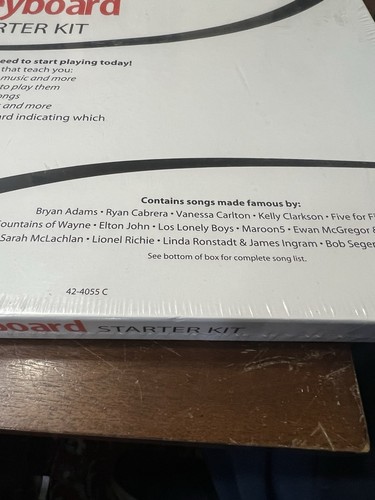 yboard
RTER KIT
eed to start playing today!
that teach you:
music and more
to play them
ongs
and more
rd indicating which
Contains songs made famous by:
Bryan Adams • Ryan Cabrera • Vanessa Carlton • Kelly Clarkson • Five for F
ountains of Wayne • Elton John • Los Lonely Boys • Maroon5 • Ewan McGregor &
Sarah McLachlan • Lionel Richie • Linda Ronstadt & James Ingram • Bob Seger
See bottom of box for complete song list.
42-4055 C
board STARTER KIT